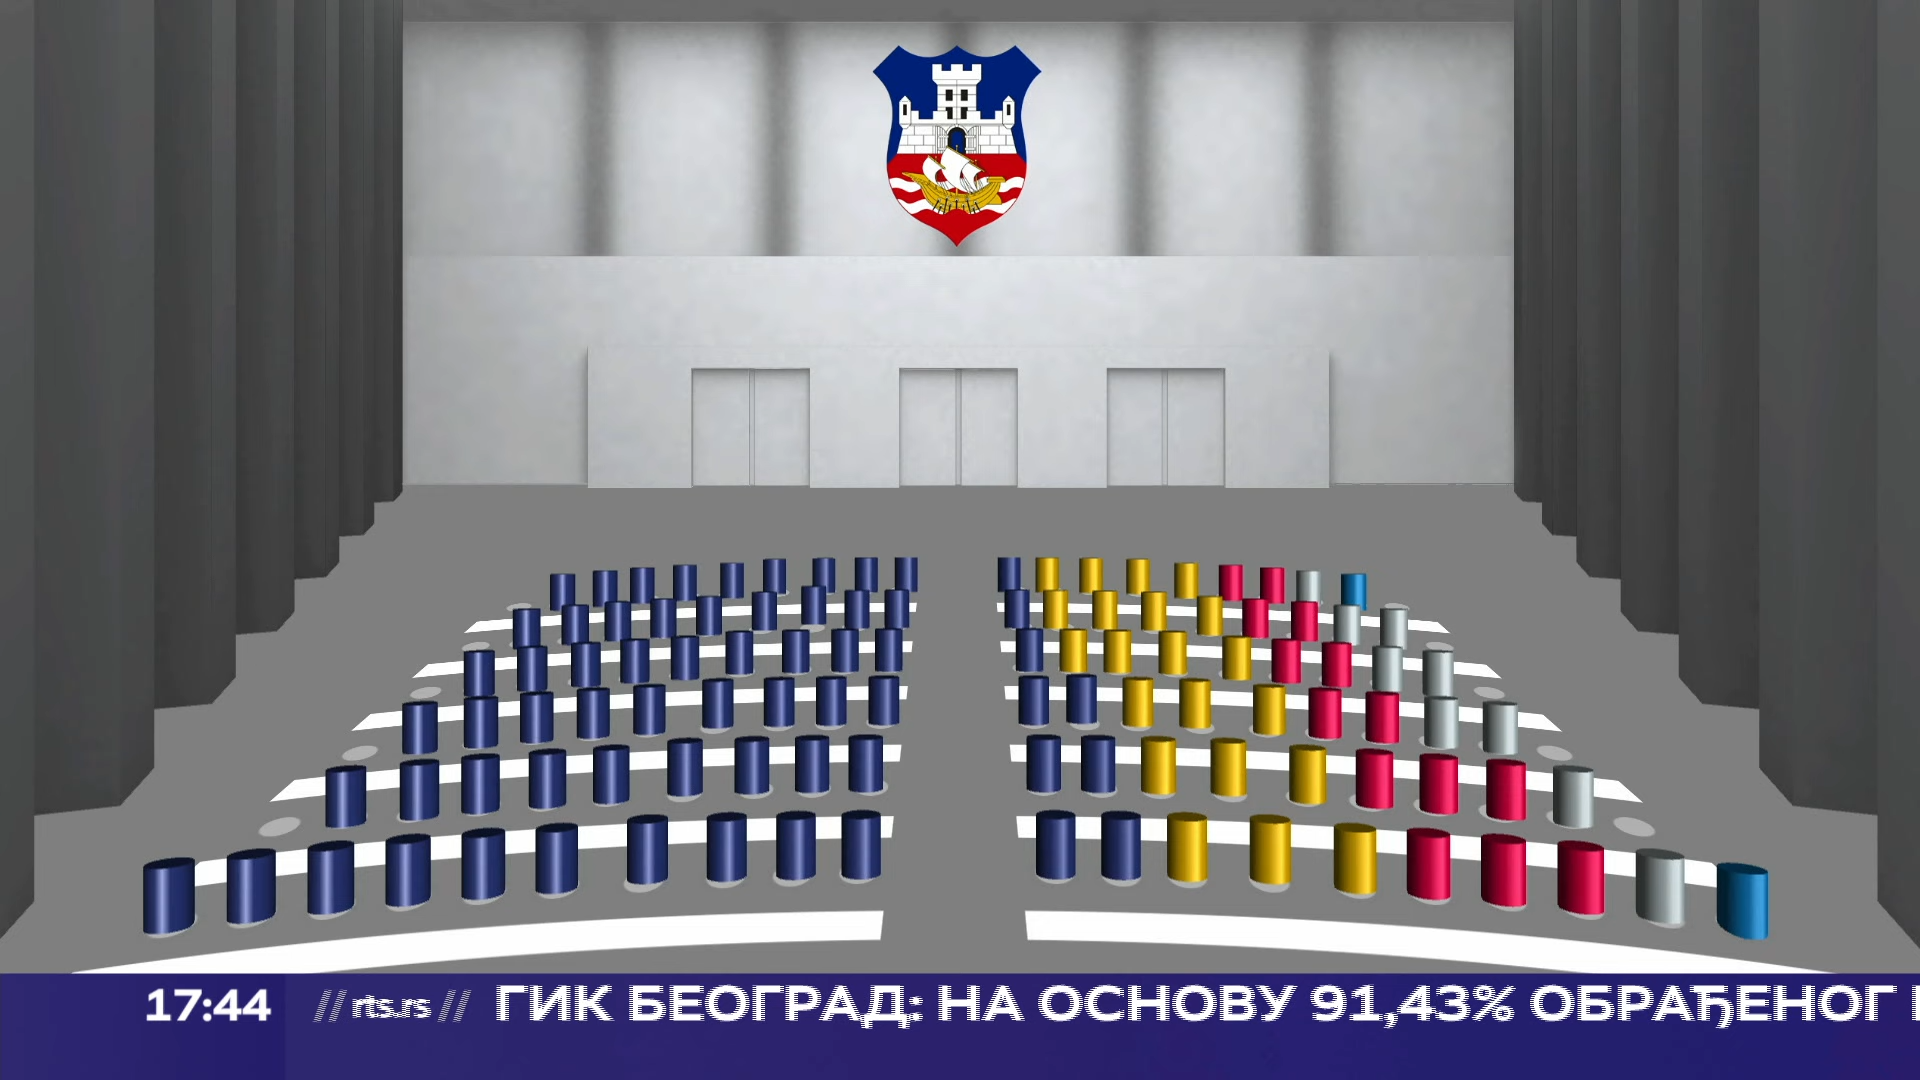 17:44 // rts.rs // ГИК БЕОГРАД: НА ОСНОВУ 91,43% ОБРАЂЕНОГ